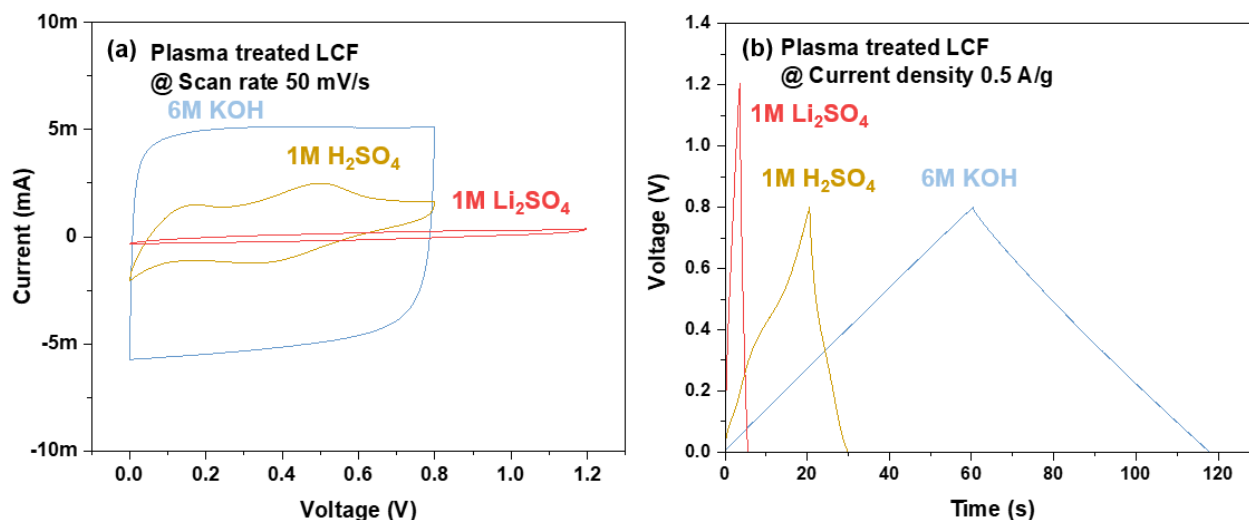 (a) Plasma treated LCF
@ Scan rate 50 mV/s
6M KOH
1M H₂SO₄
1M Li₂SO₄
10m
5m
0
-5m
-10m
Current (mA)
0.0 0.2 0.4 0.6 0.8 1.0 1.2
Voltage (V)
(b) Plasma treated LCF
@ Current density 0.5 A/g
1M Li₂SO₄
1M H₂SO₄
6M KOH
1.4
1.2
1.0
0.8
0.6
0.4
0.2
0.0
Voltage (V)
0 20 40 60 80 100 120
Time (s)